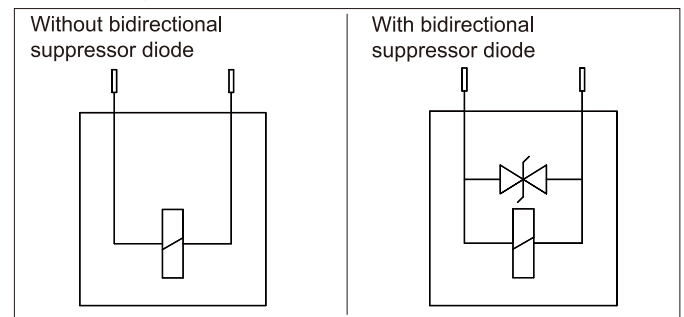 Without bidirectional
suppressor diode
With bidirectional
suppressor diode